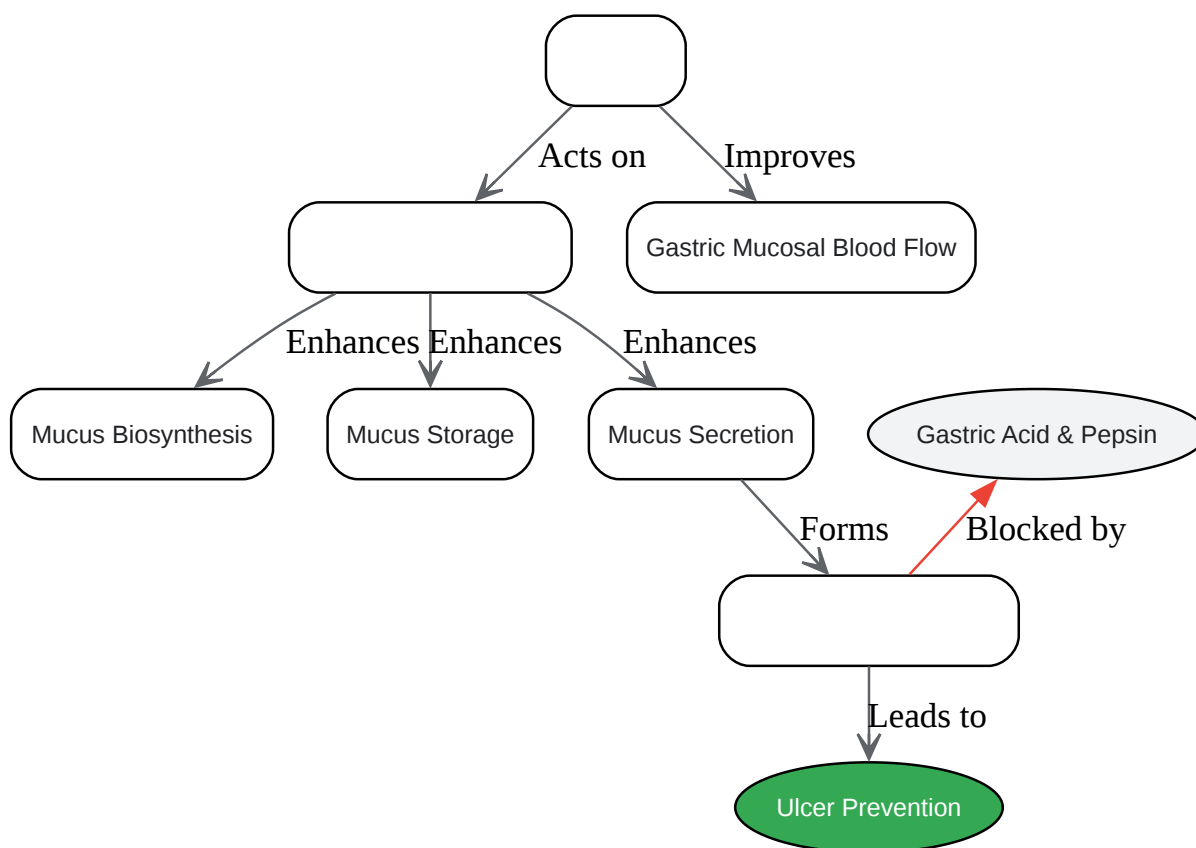 Acts on
Improves
Gastric Mucosal Blood Flow
Enhances
Enhances
Enhances
Mucus Biosynthesis
Mucus Storage
Mucus Secretion
Gastric Acid & Pepsin
Forms
Blocked by
Leads to
Ulcer Prevention